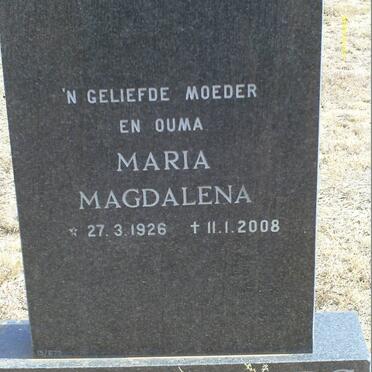 'N GELIEFDE MOEDER
EN OUMA
MARIA
MAGDALENA
☆ 27.3.1926 ✝ 11.1.2008